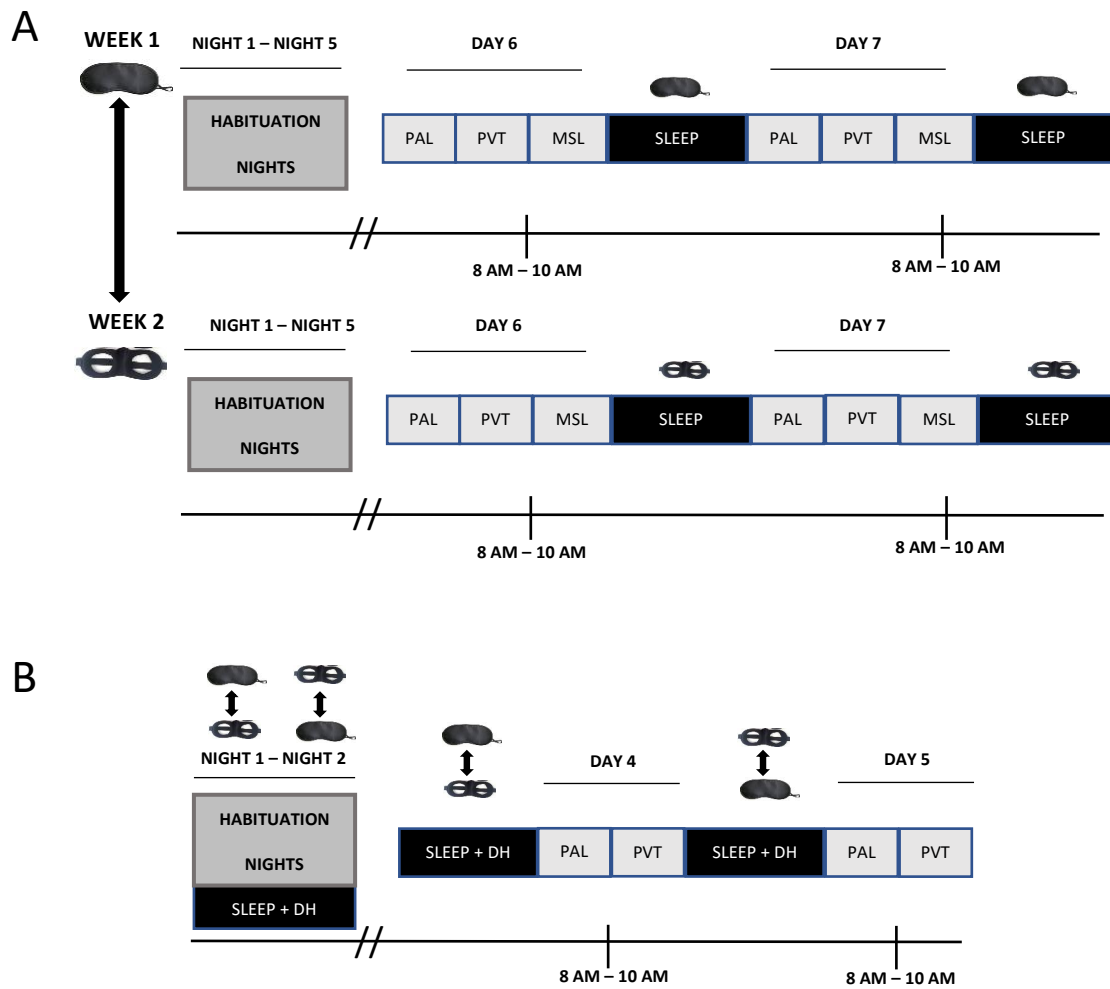 A
WEEK 1
NIGHT 1 – NIGHT 5
DAY 6
DAY 7
HABITUATION
NIGHTS
PAL PVT MSL SLEEP PAL PVT MSL SLEEP
8 AM – 10 AM 8 AM – 10 AM
WEEK 2
NIGHT 1 – NIGHT 5
DAY 6
DAY 7
HABITUATION
NIGHTS
PAL PVT MSL SLEEP PAL PVT MSL SLEEP
8 AM – 10 AM 8 AM – 10 AM
B
NIGHT 1 – NIGHT 2
DAY 4
DAY 5
HABITUATION
NIGHTS
SLEEP + DH
SLEEP + DH PAL PVT SLEEP + DH PAL PVT
8 AM – 10 AM 8 AM – 10 AM